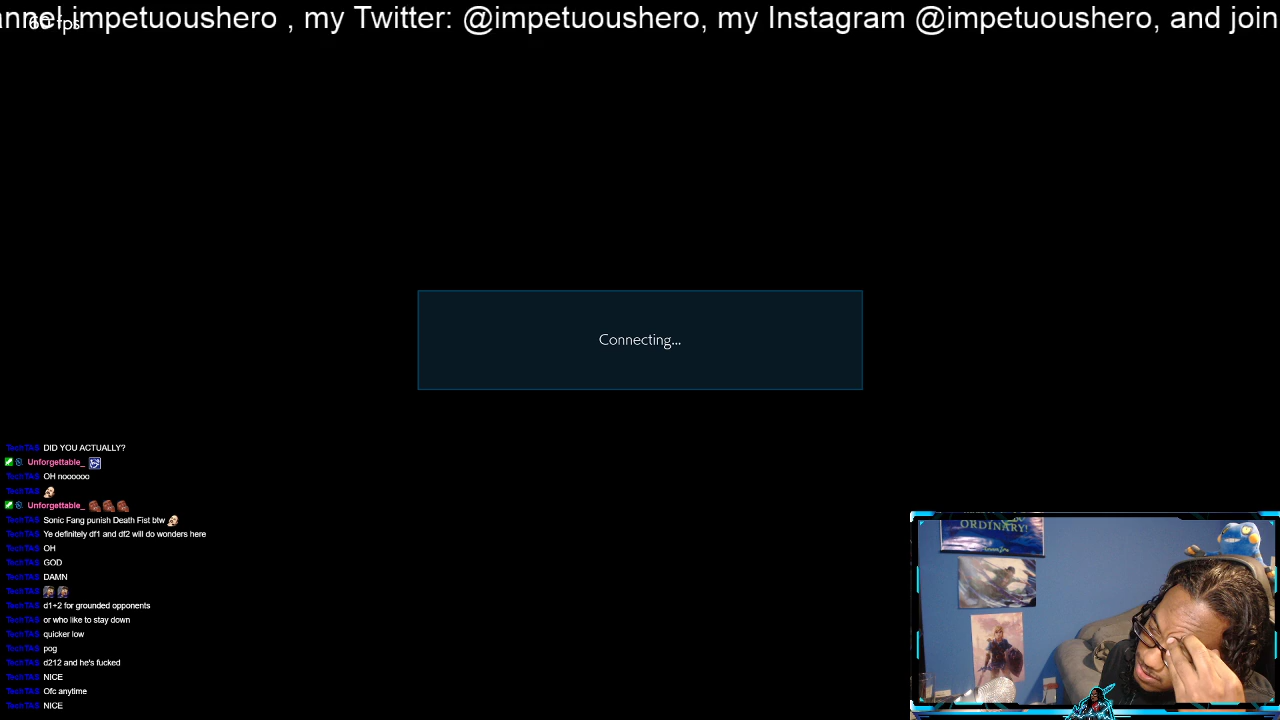 annel impetuoushero , my Twitter: @impetuoushero, my Instagram @impetuoushero, and join
60 fps
Connecting...
TechTAS DID YOU ACTUALLY?
Unforgettable_
TechTAS OH noooooo
TechTAS
Unforgettable_
TechTAS Sonic Fang punish Death Fist btw
TechTAS Ye definitely df1 and df2 will do wonders here
TechTAS OH
TechTAS GOD
TechTAS DAMN
TechTAS
TechTAS d1+2 for grounded opponents
TechTAS or who like to stay down
TechTAS quicker low
TechTAS pog
TechTAS d212 and he's fucked
TechTAS NICE
TechTAS Ofc anytime
TechTAS NICE
ORDINARY!